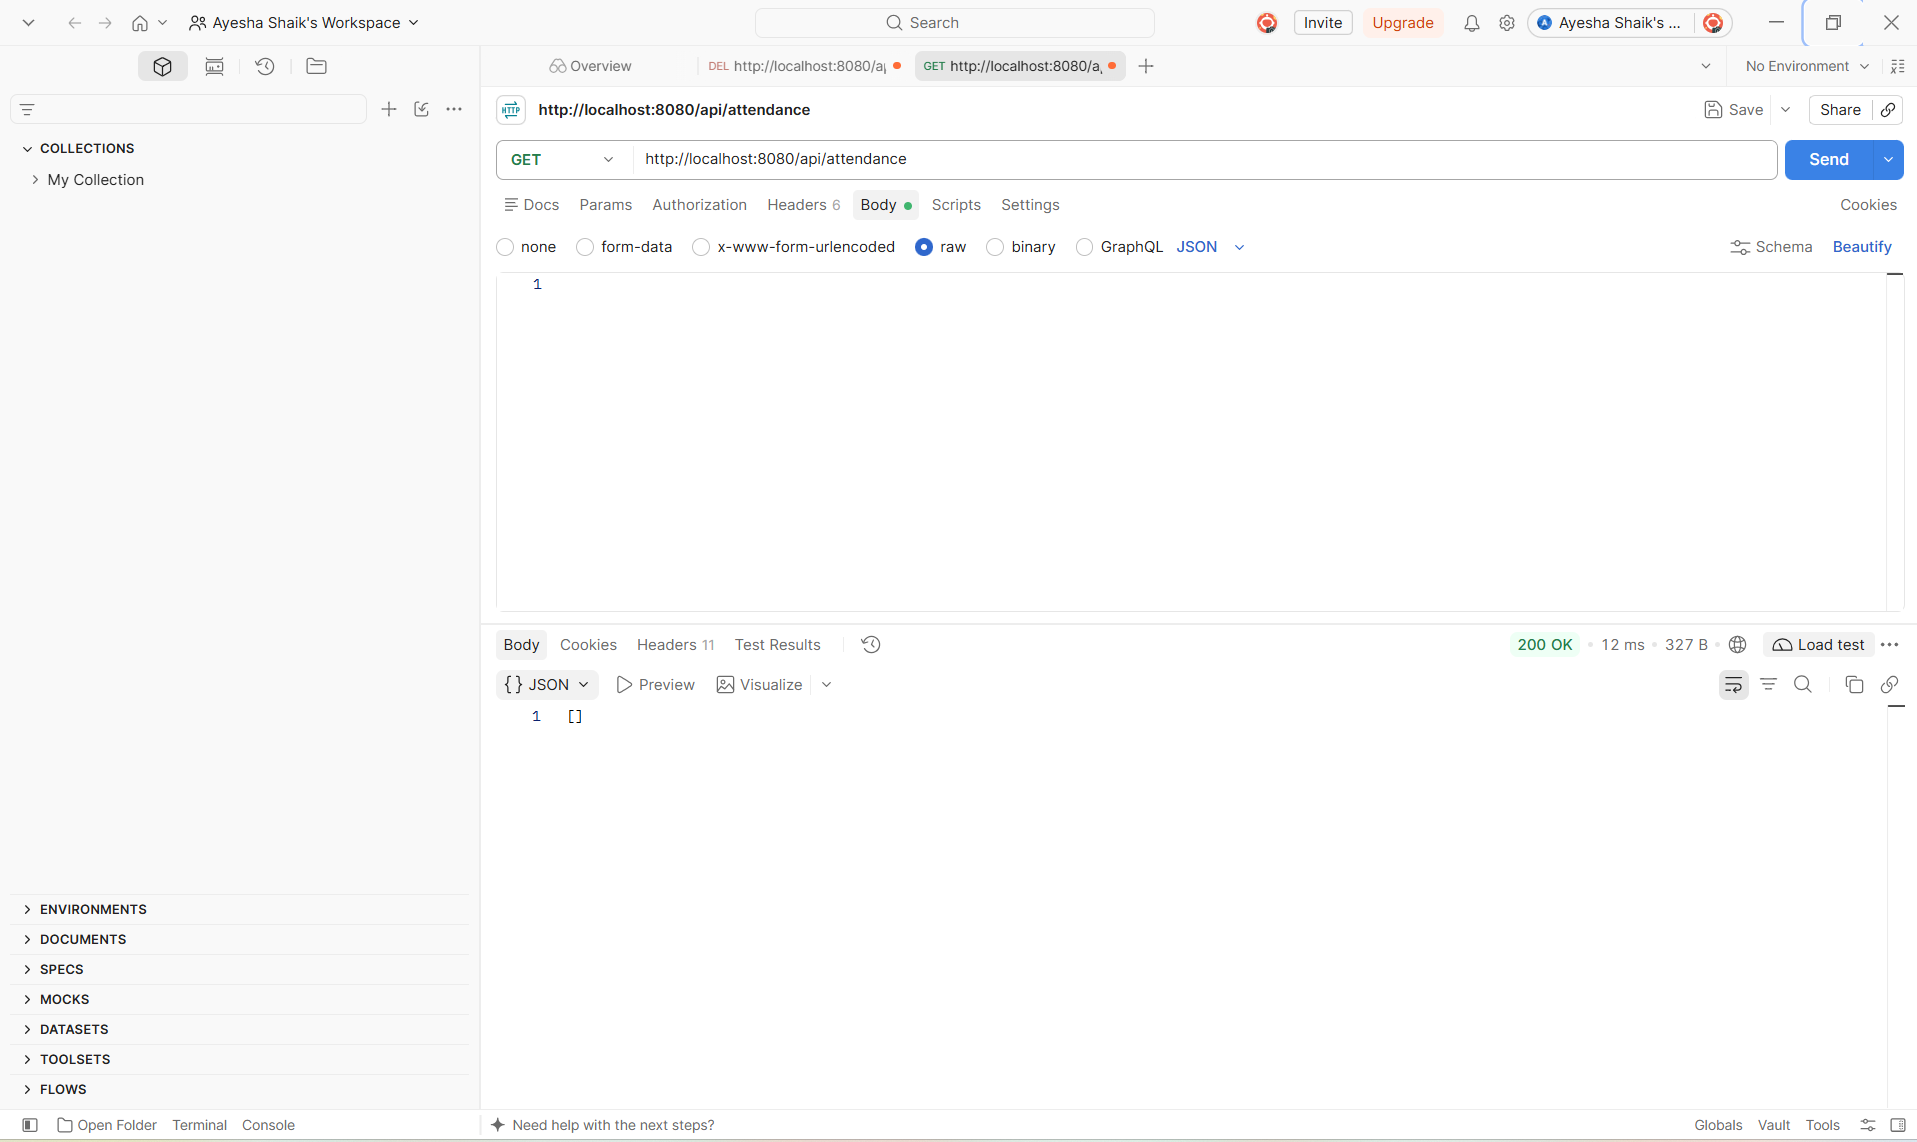 Ayesha Shaik's Workspace
Search
Invite
Upgrade
A
Ayesha Shaik's ...
Overview
DEL http://localhost:8080/ap
GET http://localhost:8080/a
No Environment
HTTP
http://localhost:8080/api/attendance
Save
Share
COLLECTIONS
My Collection
GET
http://localhost:8080/api/attendance
Send
Docs
Params
Authorization
Headers 6
Body
Scripts
Settings
Cookies
none
form-data
x-www-form-urlencoded
raw
binary
GraphQL
JSON
Schema
Beautify
1
Body
Cookies
Headers 11
Test Results
200 OK
12 ms
327 B
Load test
{} JSON
Preview
Visualize
1 []
ENVIRONMENTS
DOCUMENTS
SPECS
MOCKS
DATASETS
TOOLSETS
FLOWS
Open Folder
Terminal
Console
Need help with the next steps?
Globals
Vault
Tools